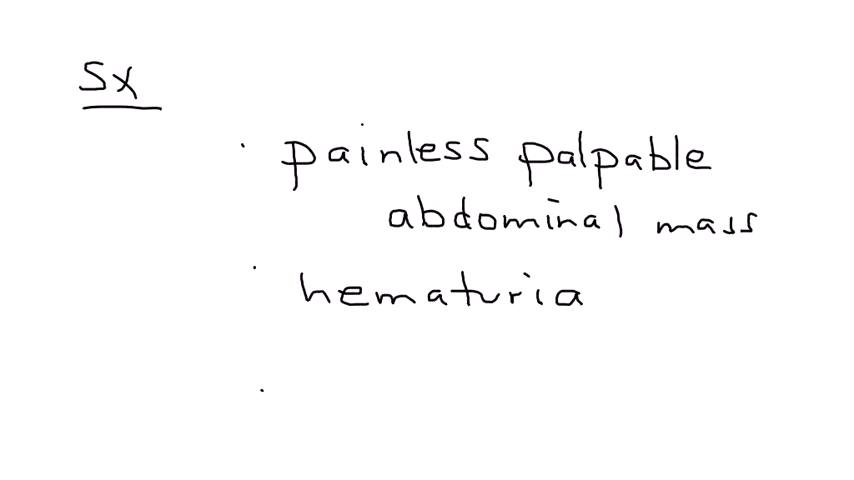 Sx
· painless palpable
abdominal mass
· hematuria
·